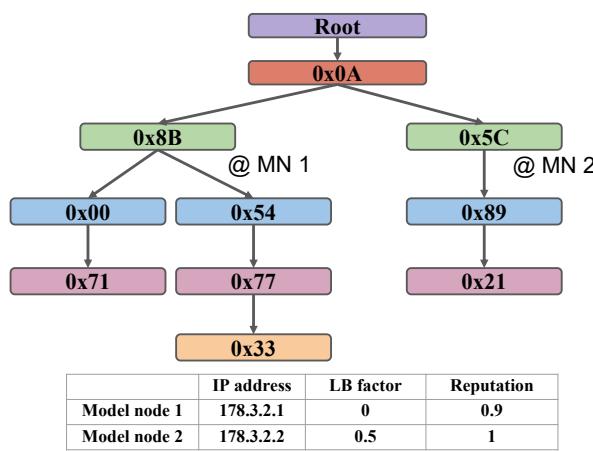 Root
0x0A
0x8B 0x5C
@ MN 1 @ MN 2
0x00 0x54 0x89
0x71 0x77 0x21
0x33
IP address LB factor Reputation
Model node 1 178.3.2.1 0 0.9
Model node 2 178.3.2.2 0.5 1